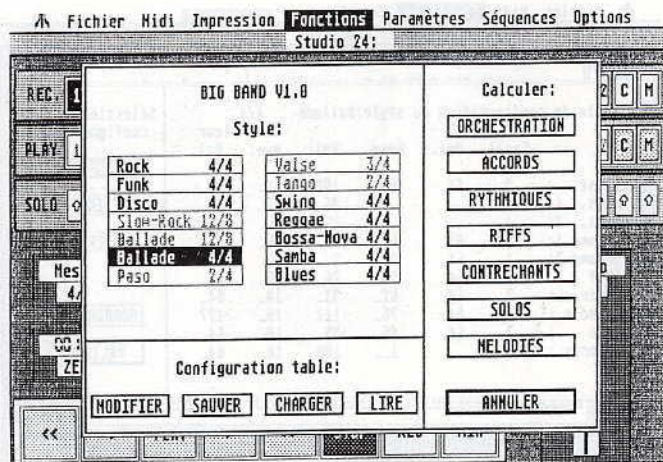 Fichier Midi Impression Fonctions Paramètres Séquences Options
Studio 24:
REC.
PLAY
SOLO
BIG BAND V1.0
Style:
Rock 4/4
Funk 4/4
Disco 4/4
Slow-Rock 12/8
Ballade 12/8
Ballade 4/4
Paso 2/4
Valse 3/4
Tango 2/4
Swing 4/4
Reggae 4/4
Bossa-Nova 4/4
Samba 4/4
Blues 4/4
Configuration table:
MODIFIER SAUVER CHARGER LIRE
Calculer:
ORCHESTRATION
ACCORDS
RYTHMIQUES
RIFFS
CONTRECHANTS
SOLOS
MELODIES
ANNULER
C M
C M
Mes
4/
ZE
<<